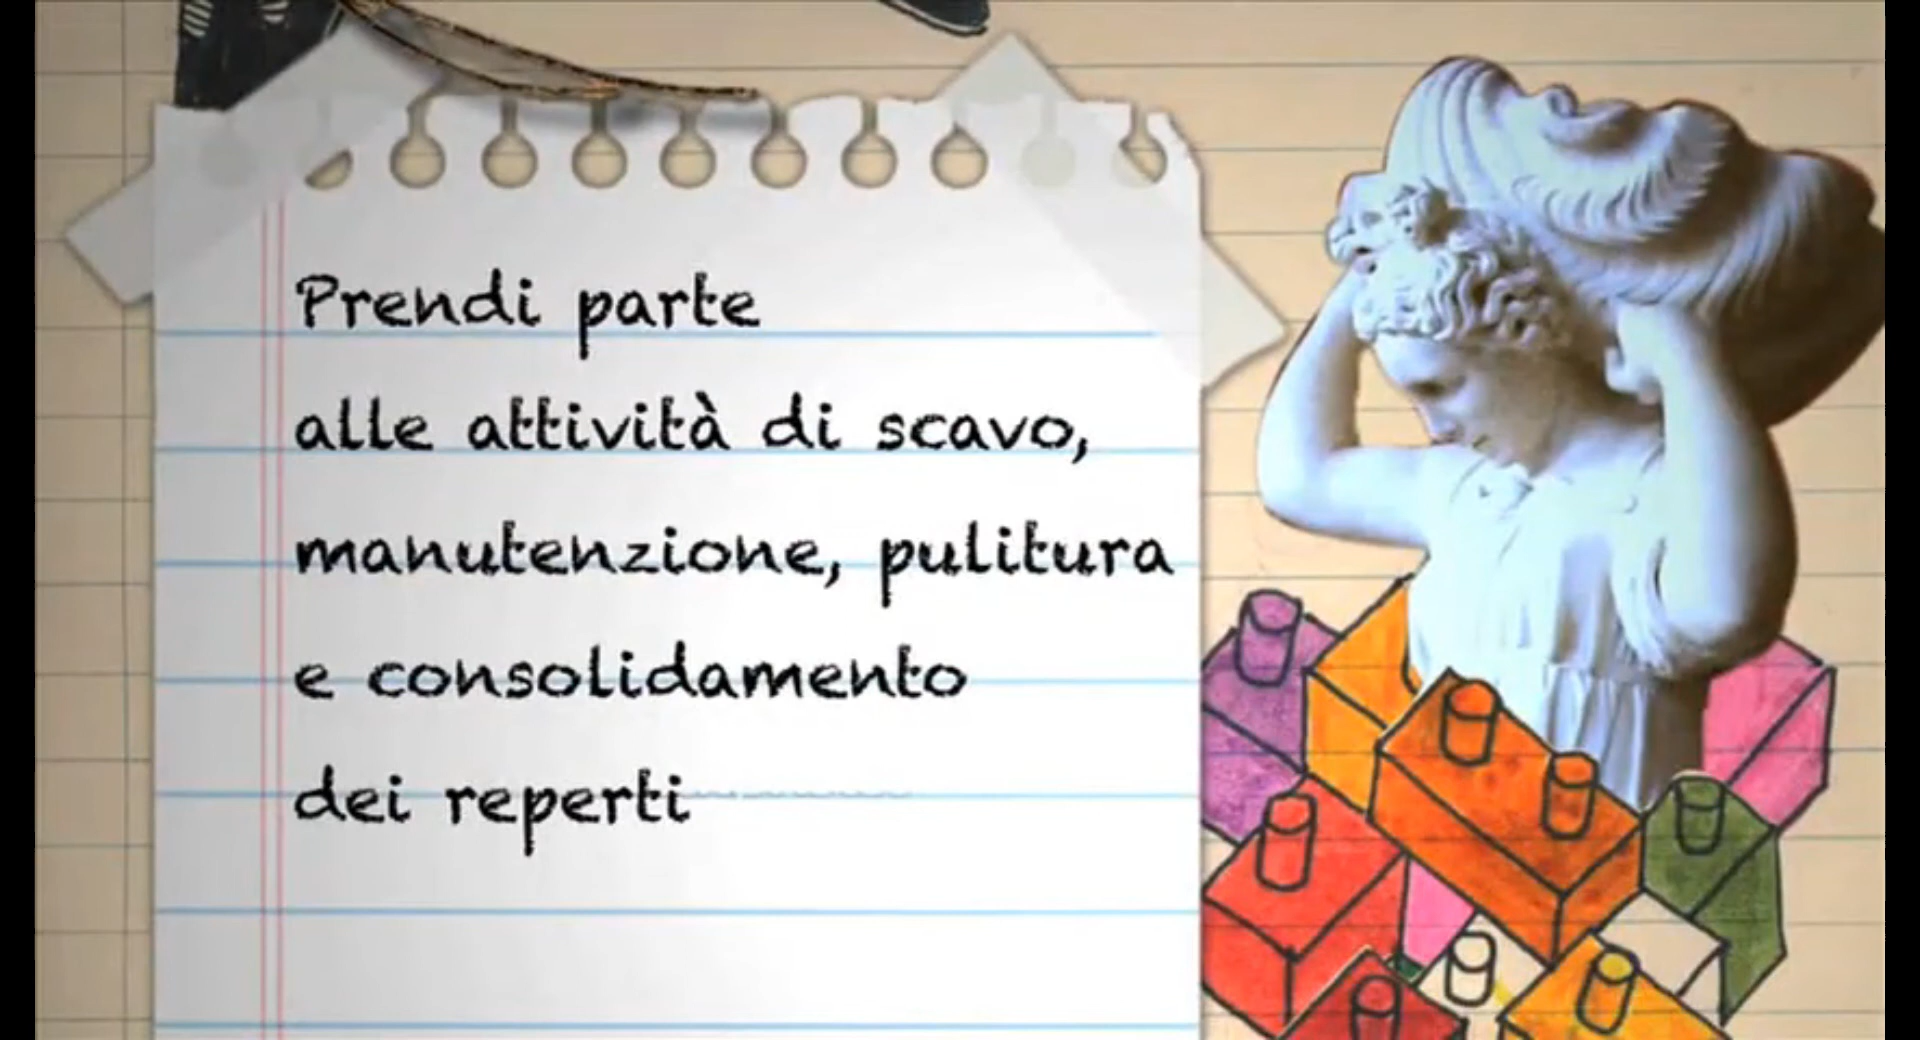 Prendi parte
alle attività di scavo,
manutenzione, pulitura
e consolidamento
dei reperti